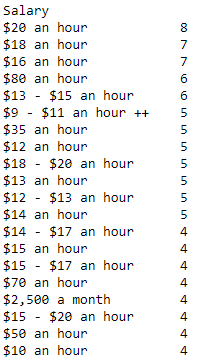 Salary
$20 an hour 8
$18 an hour 7
$16 an hour 7
$80 an hour 6
$13 - $15 an hour 6
$9 - $11 an hour ++ 5
$35 an hour 5
$12 an hour 5
$18 - $20 an hour 5
$13 an hour 5
$12 - $13 an hour 5
$14 an hour 5
$14 - $17 an hour 4
$15 an hour 4
$15 - $17 an hour 4
$70 an hour 4
$2,500 a month 4
$15 - $20 an hour 4
$50 an hour 4
$10 an hour 4